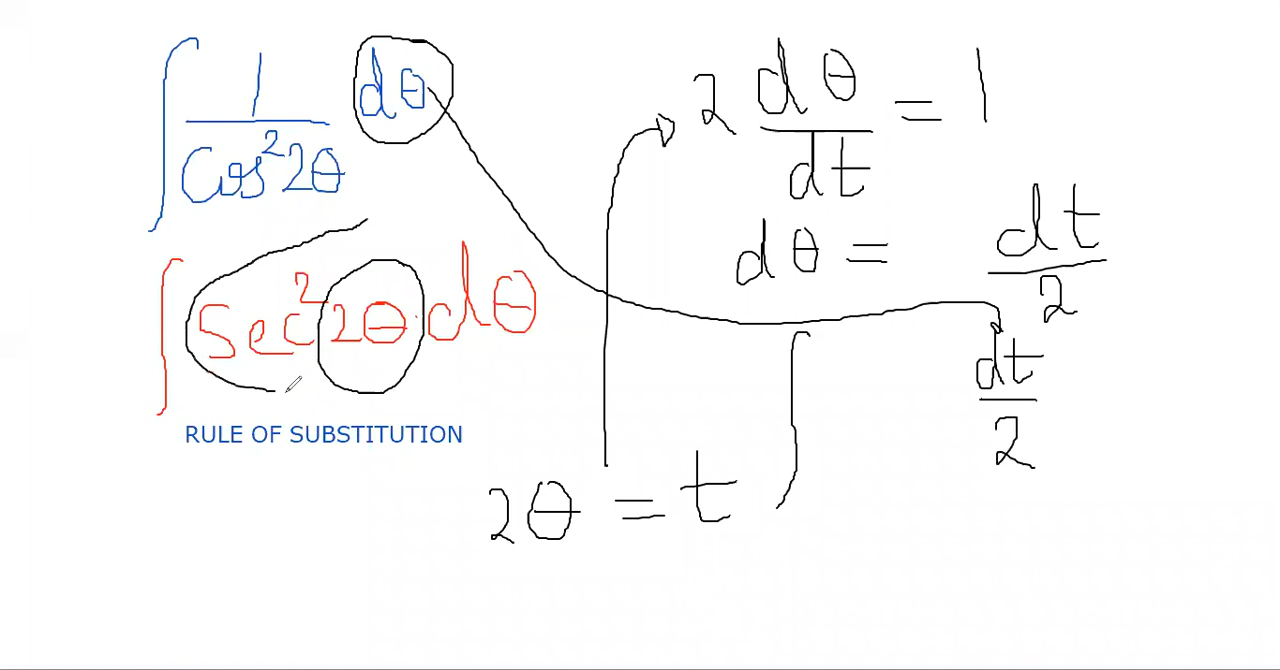 ∫ 1/Cos²2θ dθ
∫ Sec²2θ.dθ
RULE OF SUBSTITUTION
2θ = t
2 dθ/dt = 1
dθ = dt/2
∫ dt/2